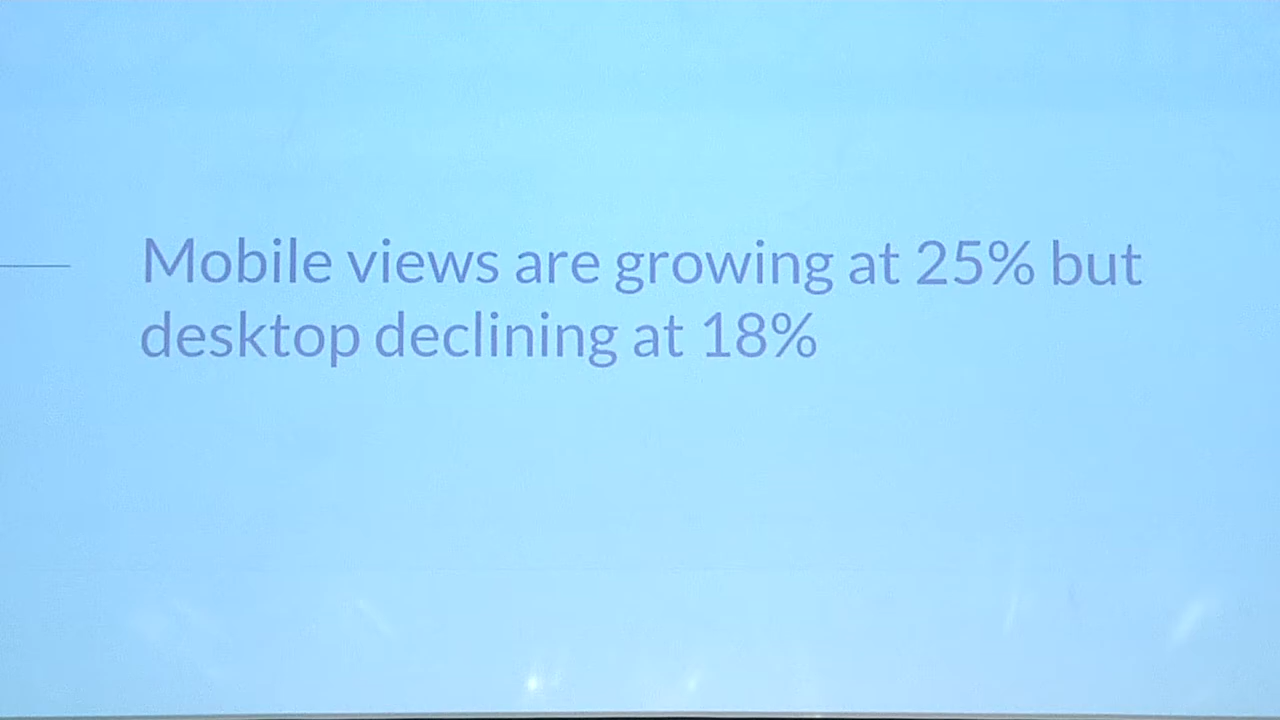 Mobile views are growing at 25% but
desktop declining at 18%